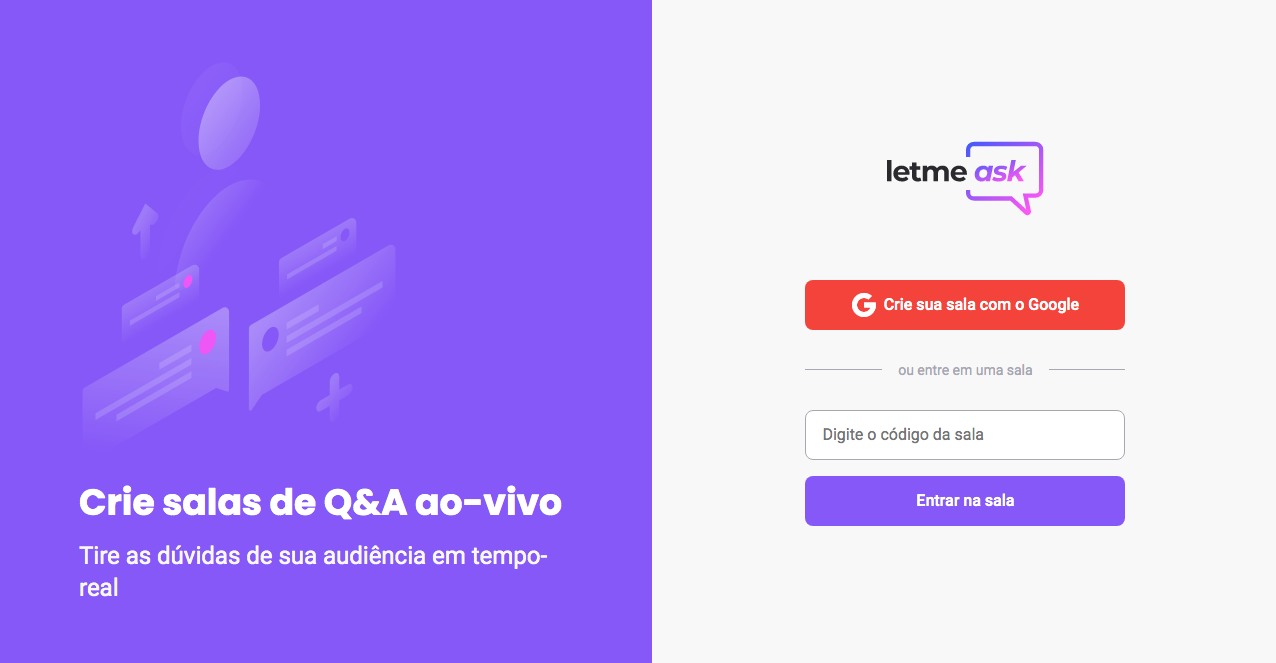 Crie salas de Q&A ao-vivo
Tire as dúvidas de sua audiência em tempo-
real
letme ask
Crie sua sala com o Google
ou entre em uma sala
Digite o código da sala
Entrar na sala